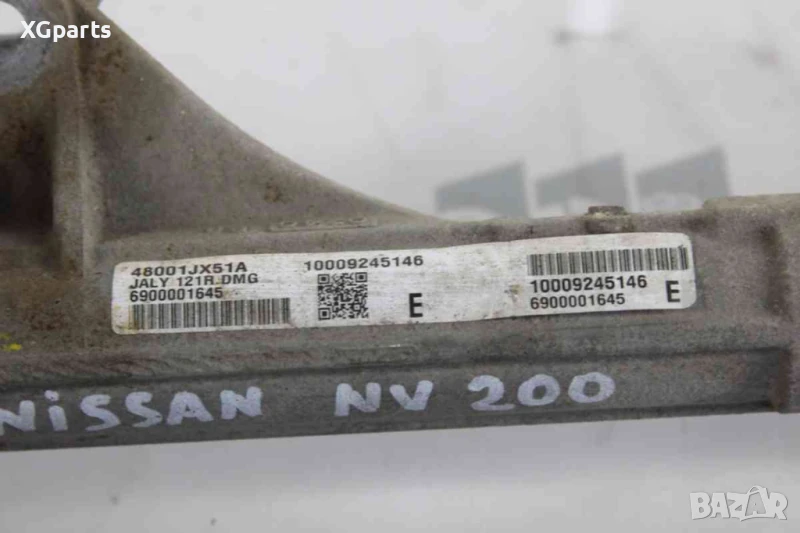 XGparts
48001JX51A
JALY 121R.DMG
6900001645
10009245146
E
10009245146
6900001645
E
NiSSAN NV 200
BAZAR